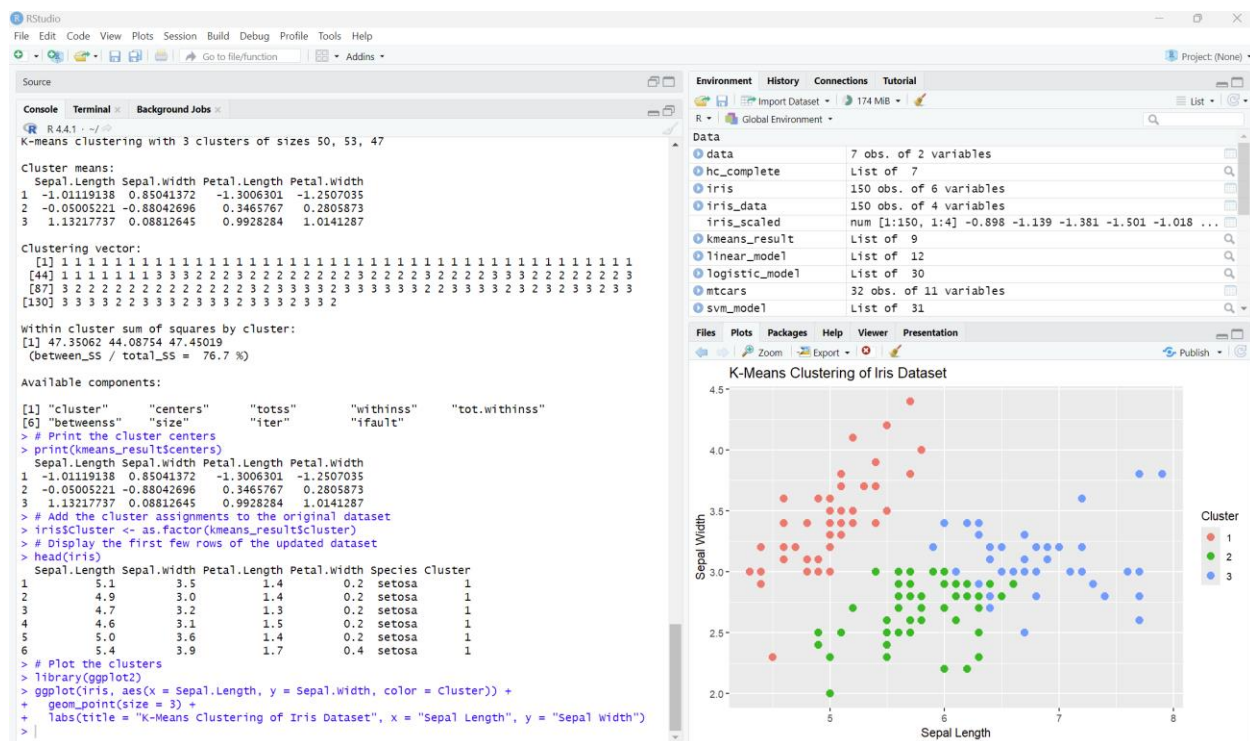 RStudio
File Edit Code View Plots Session Build Debug Profile Tools Help
Go to file/function Addins Project: (None)
Source
Console Terminal Background Jobs
R 4.4.1 · ~/
K-means clustering with 3 clusters of sizes 50, 53, 47
Cluster means:
Sepal.Length Sepal.Width Petal.Length Petal.Width
1 -1.01119138 0.85041372 -1.3006301 -1.2507035
2 -0.05005221 -0.88042696 0.3465767 0.2805873
3 1.13217737 0.08812645 0.9928284 1.0141287
Clustering vector:
[1] 1 1 1 1 1 1 1 1 1 1 1 1 1 1 1 1 1 1 1 1 1 1 1 1 1 1 1 1 1 1 1 1 1 1 1 1 1 1 1 1 1 1 1
[44] 1 1 1 1 1 1 1 3 3 3 2 2 2 3 2 2 2 2 2 2 2 2 3 2 2 2 2 3 2 2 2 2 3 3 3 2 2 2 2 2 2 2 3
[87] 3 2 2 2 2 2 2 2 2 2 2 2 2 2 3 2 3 3 3 3 2 3 3 3 3 3 3 2 2 3 3 3 3 2 3 2 3 2 3 3 2 3 3
[130] 3 3 3 3 2 2 3 3 3 2 3 3 3 2 3 3 3 2 3 3 2
Within cluster sum of squares by cluster:
[1] 47.35062 44.08754 47.45019
(between_SS / total_SS = 76.7 %)
Available components:
[1] "cluster" "centers" "totss" "withinss" "tot.withinss"
[6] "betweenss" "size" "iter" "ifault"
> # Print the cluster centers
> print(kmeans_result$centers)
Sepal.Length Sepal.Width Petal.Length Petal.Width
1 -1.01119138 0.85041372 -1.3006301 -1.2507035
2 -0.05005221 -0.88042696 0.3465767 0.2805873
3 1.13217737 0.08812645 0.9928284 1.0141287
> # Add the cluster assignments to the original dataset
> iris$Cluster <- as.factor(kmeans_result$cluster)
> # Display the first few rows of the updated dataset
> head(iris)
Sepal.Length Sepal.Width Petal.Length Petal.Width Species Cluster
1 5.1 3.5 1.4 0.2 setosa 1
2 4.9 3.0 1.4 0.2 setosa 1
3 4.7 3.2 1.3 0.2 setosa 1
4 4.6 3.1 1.5 0.2 setosa 1
5 5.0 3.6 1.4 0.2 setosa 1
6 5.4 3.9 1.7 0.4 setosa 1
> # Plot the clusters
> library(ggplot2)
> ggplot(iris, aes(x = Sepal.Length, y = Sepal.Width, color = Cluster)) +
+ geom_point(size = 3) +
+ labs(title = "K-Means Clustering of Iris Dataset", x = "Sepal Length", y = "Sepal Width")
>
Environment History Connections Tutorial
Import Dataset 174 MiB List
R Global Environment
Data
data 7 obs. of 2 variables
hc_complete List of 7
iris 150 obs. of 6 variables
iris_data 150 obs. of 4 variables
iris_scaled num [1:150, 1:4] -0.898 -1.139 -1.381 -1.501 -1.018 ...
kmeans_result List of 9
linear_model List of 12
logistic_model List of 30
mtcars 32 obs. of 11 variables
svm_model List of 31
Files Plots Packages Help Viewer Presentation
Zoom Export Publish
K-Means Clustering of Iris Dataset
4.5
4.0
3.5
3.0
2.5
2.0
Sepal Width
5 6 7 8
Sepal Length
Cluster
1
2
3